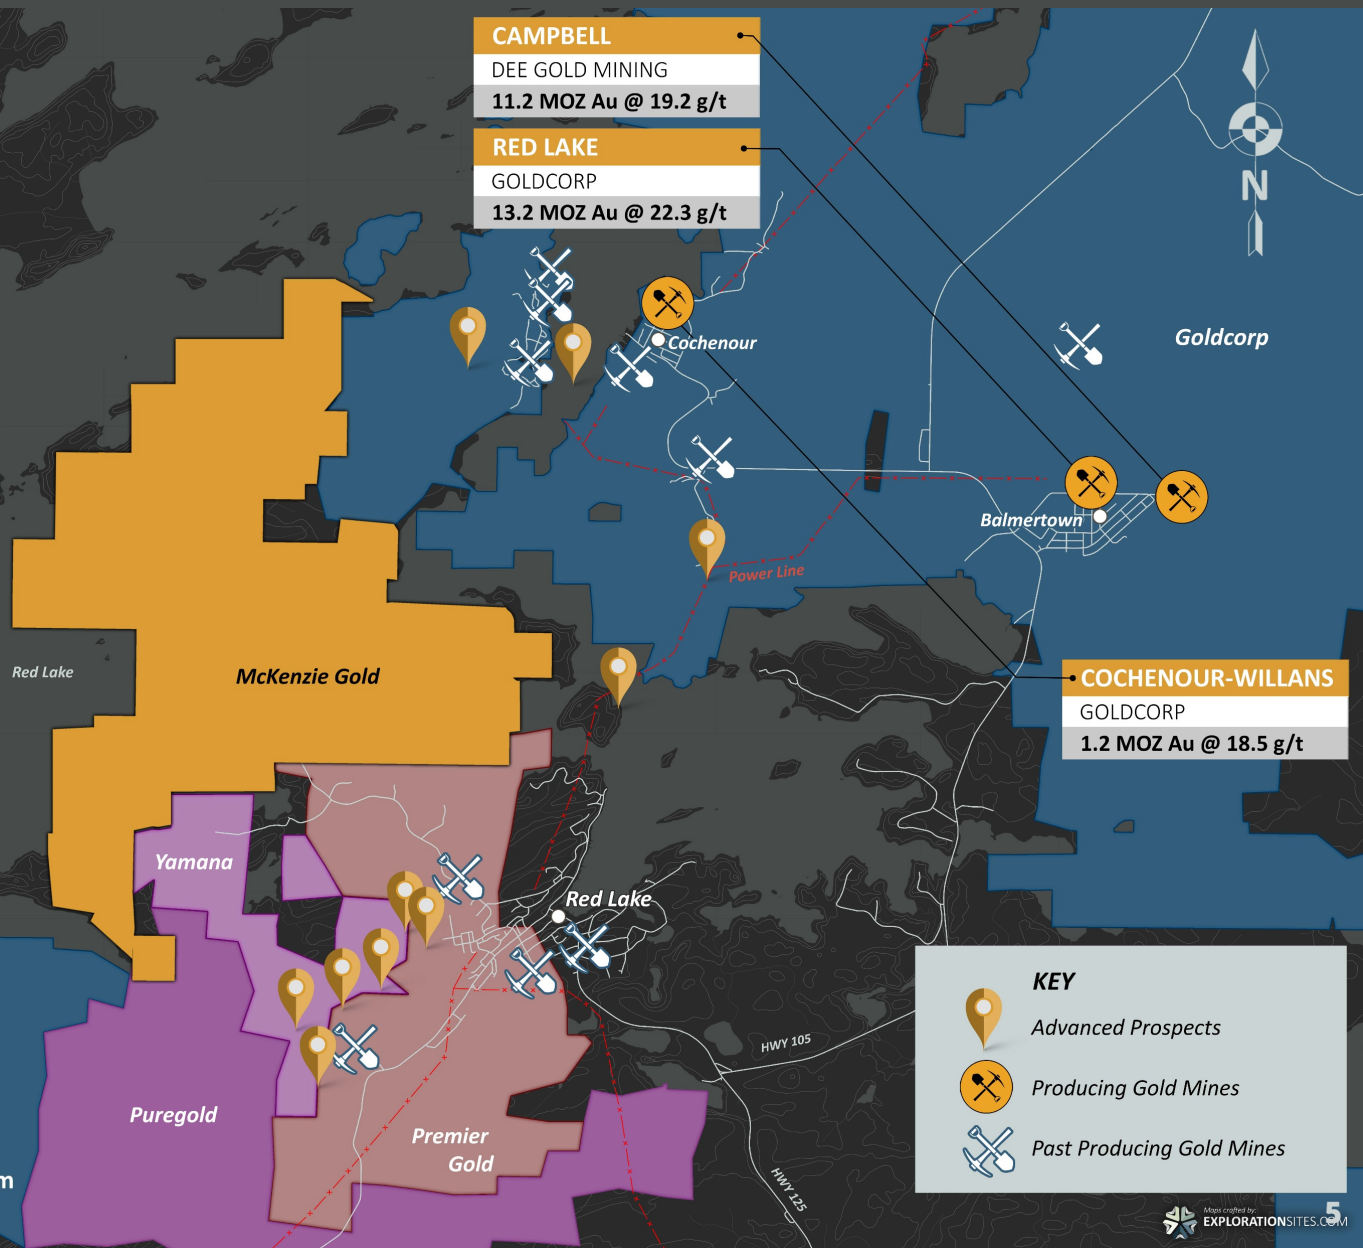 CAMPBELL
DEE GOLD MINING
11.2 MOZ Au @ 19.2 g/t
RED LAKE
GOLDCORP
13.2 MOZ Au @ 22.3 g/t
N
Cochenour
Goldcorp
Balmertown
Power Line
Red Lake
McKenzie Gold
COCHENOUR-WILLANS
GOLDCORP
1.2 MOZ Au @ 18.5 g/t
Yamana
Red Lake
KEY
Advanced Prospects
HWY 105
Producing Gold Mines
Puregold
Premier
Gold
Past Producing Gold Mines
m
HWY 125
Maps crafted by:
EXPLORATIONSITES.COM
5